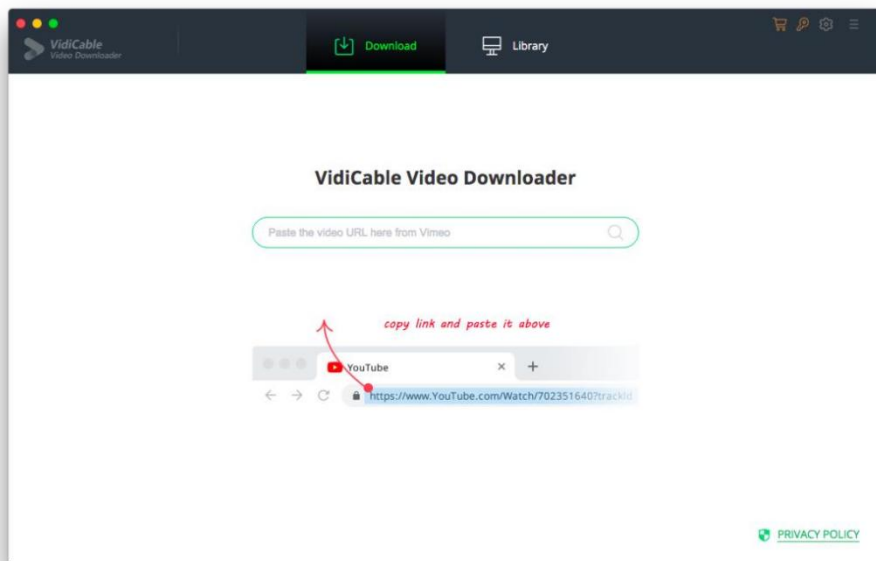 VidiCable
Video Downloader
Download
Library
VidiCable Video Downloader
Paste the video URL here from Vimeo
copy link and paste it above
YouTube
https://www.YouTube.com/Watch/702351640?trackId
PRIVACY POLICY